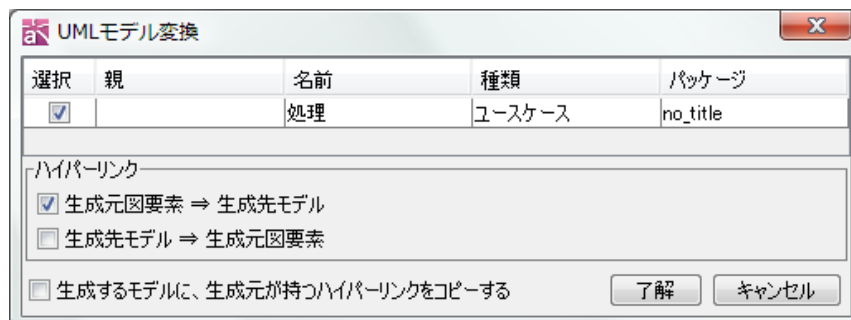 UMLモデル変換
選択 親 名前 種類 パッケージ
処理 ユースケース no_title
ハイパーリンク
生成元図要素 ⇒ 生成先モデル
生成先モデル ⇒ 生成元図要素
生成するモデルに、生成元が持つハイパーリンクをコピーする 了解 キャンセル